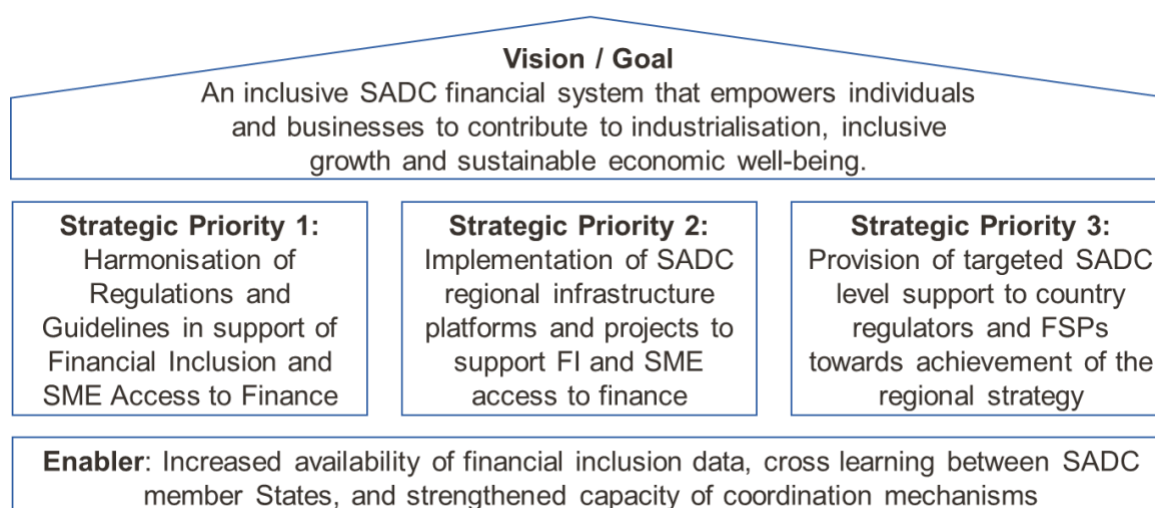 Vision / Goal
An inclusive SADC financial system that empowers individuals
and businesses to contribute to industrialisation, inclusive
growth and sustainable economic well-being.
Strategic Priority 1:
Harmonisation of
Regulations and
Guidelines in support of
Financial Inclusion and
SME Access to Finance
Strategic Priority 2:
Implementation of SADC
regional infrastructure
platforms and projects to
support FI and SME
access to finance
Strategic Priority 3:
Provision of targeted SADC
level support to country
regulators and FSPs
towards achievement of the
regional strategy
Enabler: Increased availability of financial inclusion data, cross learning between SADC
member States, and strengthened capacity of coordination mechanisms